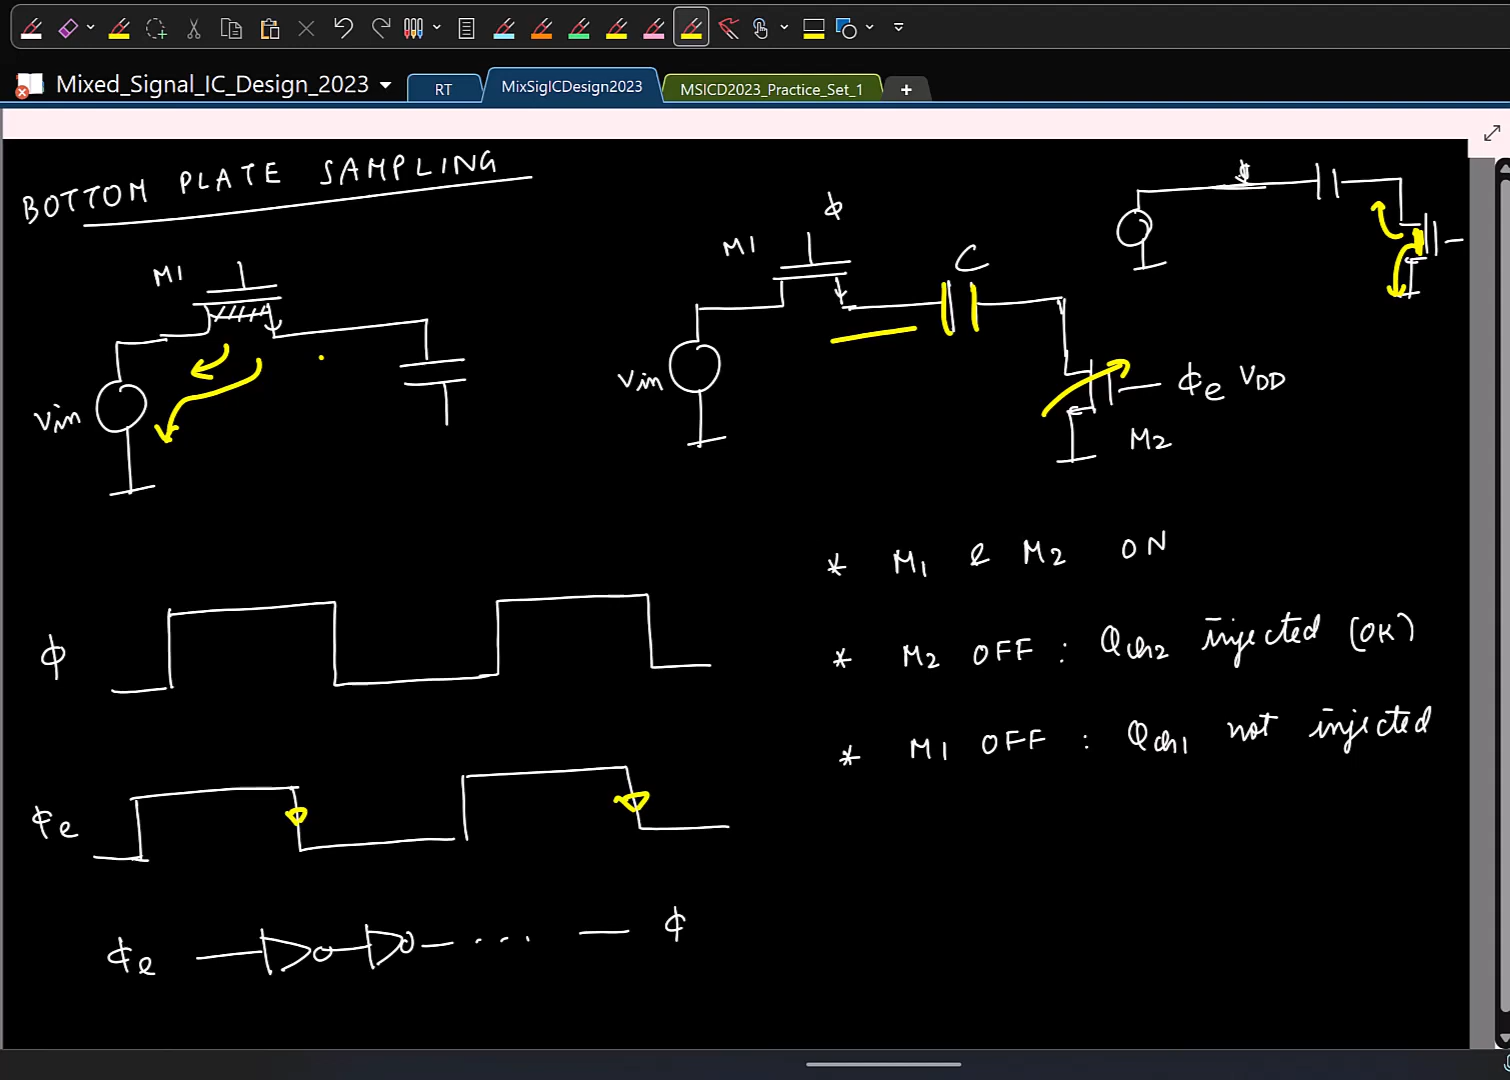 Mixed_Signal_IC_Design_2023
RT
MixSigICDesign2023
MSICD2023_Practice_Set_1
+
BOTTOM PLATE SAMPLING
ϕ
M1
Vin
ϕ
M1
C
Vin
ϕe VDD
M2
* M1 & M2 ON
* M2 OFF : Qch2 injected (OK)
* M1 OFF : Qch1 not injected
ϕ
ϕe
ϕe ... ϕ